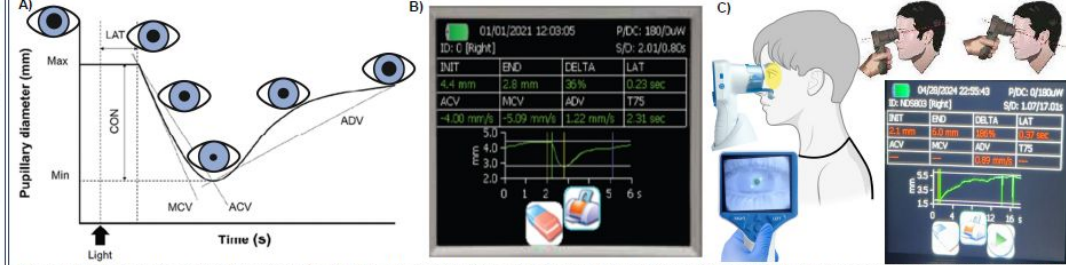 A)
LAT
Max
CON
Min
Pupillary diameter (mm)
ADV
MCV
ACV
Time (s)
Light
B)
01/01/2021 12:03:05 P/DC: 180/0uW
ID: 0 [Right] S/D: 2.01/0.80s
INIT END DELTA LAT
4.4 mm 2.8 mm 36% 0.23 sec
ACV MCV ADV T75
-4.00 mm/s -5.09 mm/s 1.22 mm/s 2.31 sec
5.0
4.0
3.0
2.0
mm
0 1 2 3 4 5 6 s
C)
04/28/2024 22:55:43 P/DC: 0/180uW
ID: NDS803 [Right] S/D: 1.07/17.01s
INIT END DELTA LAT
2.1 mm 6.0 mm 186% 0.37 sec
ACV MCV ADV T75
--- --- 0.89 mm/s ---
5.5
3.5
1.5
mm
0 4 8 12 16 s